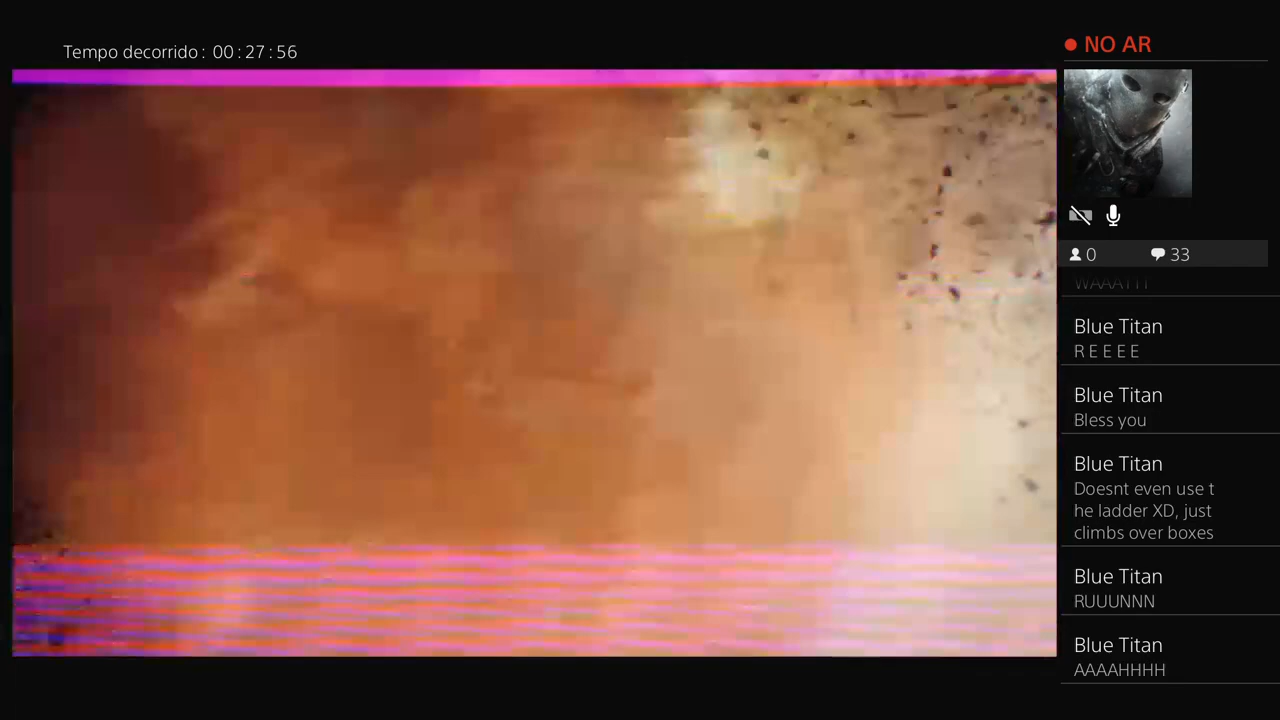 Tempo decorrido: 00:27:56
NO AR
0
33
Blue Titan
R E E E E
Blue Titan
Bless you
Blue Titan
Doesnt even use t
he ladder XD, just
climbs over boxes
Blue Titan
RUUUNNN
Blue Titan
AAAAHHHH